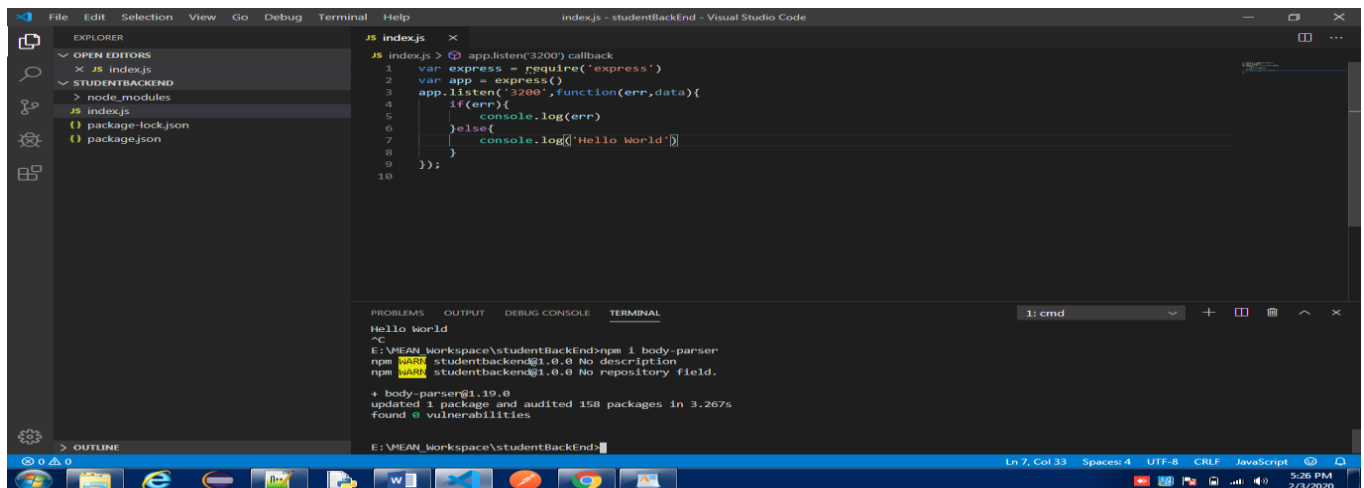 File Edit Selection View Go Debug Terminal Help index.js - studentBackEnd - Visual Studio Code
EXPLORER
OPEN EDITORS
JS index.js
STUDENTBACKEND
> node_modules
JS index.js
{} package-lock.json
{} package.json
> OUTLINE
JS index.js ×
JS index.js > app.listen('3200') callback
1 var express = require('express')
2 var app = express()
3 app.listen('3200',function(err,data){
4 if(err){
5 console.log(err)
6 }else{
7 console.log('Hello World')
8 }
9 });
10
PROBLEMS OUTPUT DEBUG CONSOLE TERMINAL 1: cmd
Hello World
^C
E:\MEAN_Workspace\studentBackEnd>npm i body-parser
npm WARN studentbackend@1.0.0 No description
npm WARN studentbackend@1.0.0 No repository field.
+ body-parser@1.19.0
updated 1 package and audited 158 packages in 3.267s
found 0 vulnerabilities
E:\MEAN_Workspace\studentBackEnd>
0 0 Ln 7, Col 33 Spaces: 4 UTF-8 CRLF JavaScript
5:26 PM
2/3/2020